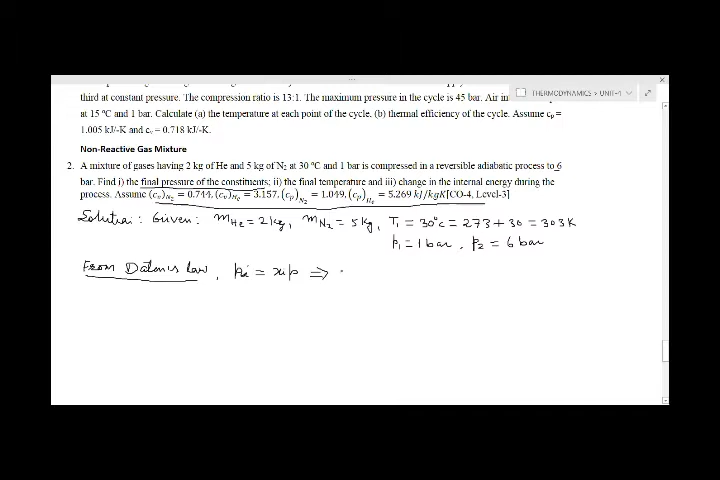 THERMODYNAMICS > UNIT-4
third at constant pressure. The compression ratio is 13:1. The maximum pressure in the cycle is 45 bar. Air in
at 15 ºC and 1 bar. Calculate (a) the temperature at each point of the cycle. (b) thermal efficiency of the cycle. Assume cp =
1.005 kJ/-K and cv = 0.718 kJ/-K.
Non-Reactive Gas Mixture
2. A mixture of gases having 2 kg of He and 5 kg of N2 at 30 ºC and 1 bar is compressed in a reversible adiabatic process to 6
bar. Find i) the final pressure of the constituents; ii) the final temperature and iii) change in the internal energy during the
process. Assume (cv)N2 = 0.744, (cv)He = 3.157, (cp)N2 = 1.049, (cp)He = 5.269 kJ/kgK [CO-4, Level-3]
Solution: Given: mHe = 2 kg, mN2 = 5 kg, T1 = 30°C = 273 + 30 = 303 K
p1 = 1 bar, p2 = 6 bar
From Dalton's law, pi = xip ⇒